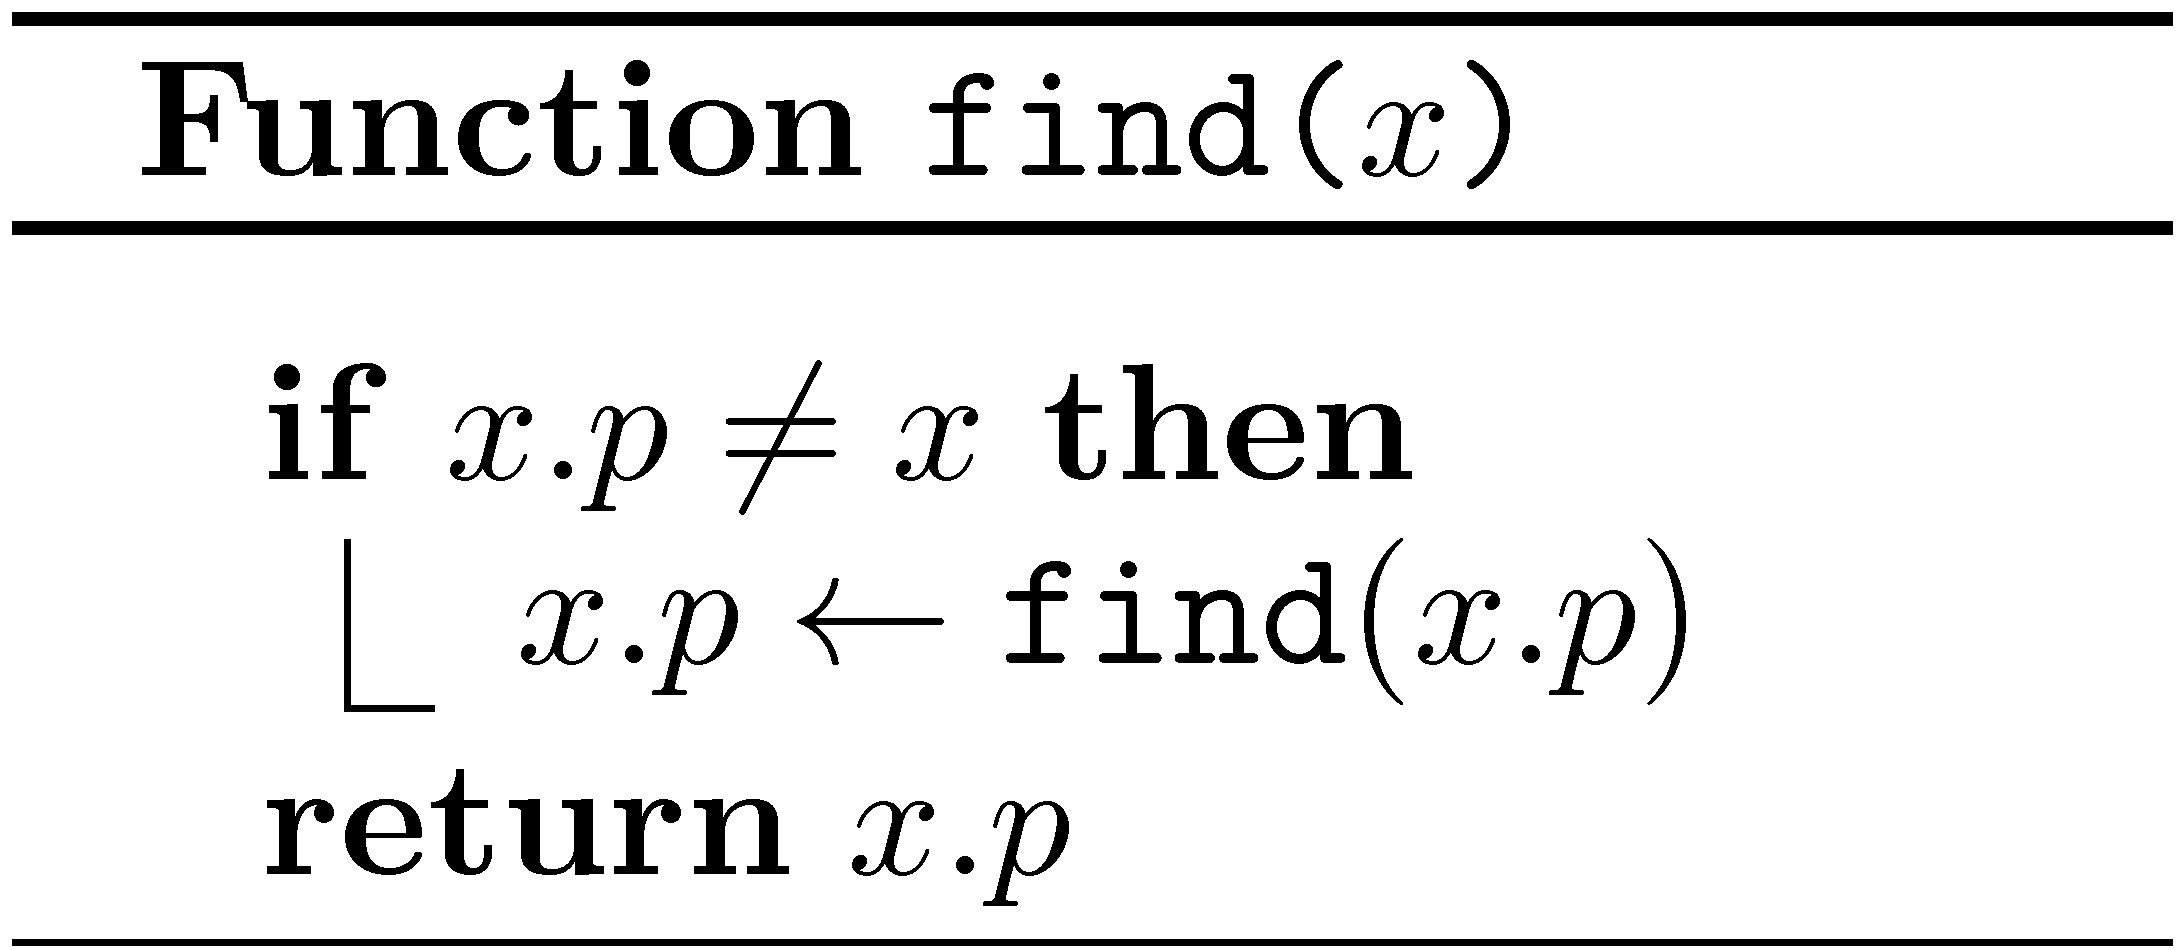 Function find(x)
if x.p ≠ x then
x.p ← find(x.p)
return x.p